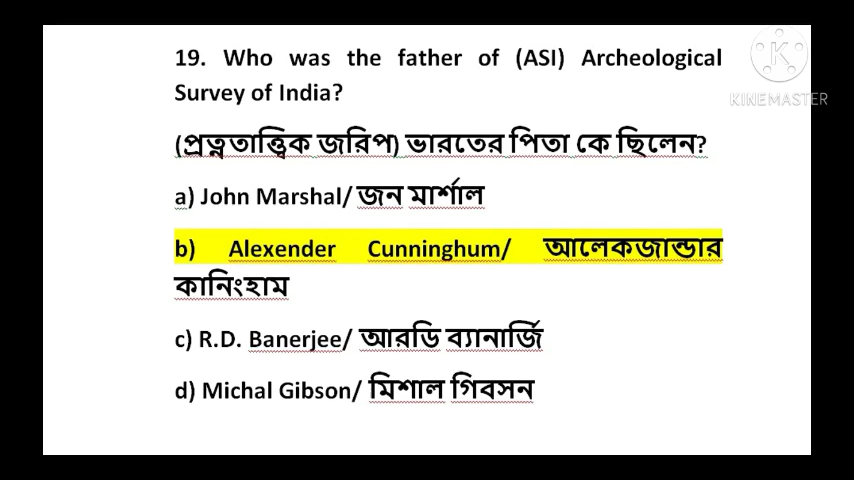 19. Who was the father of (ASI) Archeological
Survey of India?
(প্রত্নতাত্ত্বিক জরিপ) ভারতের পিতা কে ছিলেন?
a) John Marshal/ জন মার্শাল
b) Alexender Cunninghum/ আলেকজান্ডার
কানিংহাম
c) R.D. Banerjee/ আরডি ব্যানার্জি
d) Michal Gibson/ মিশাল গিবসন
K
KINEMASTER